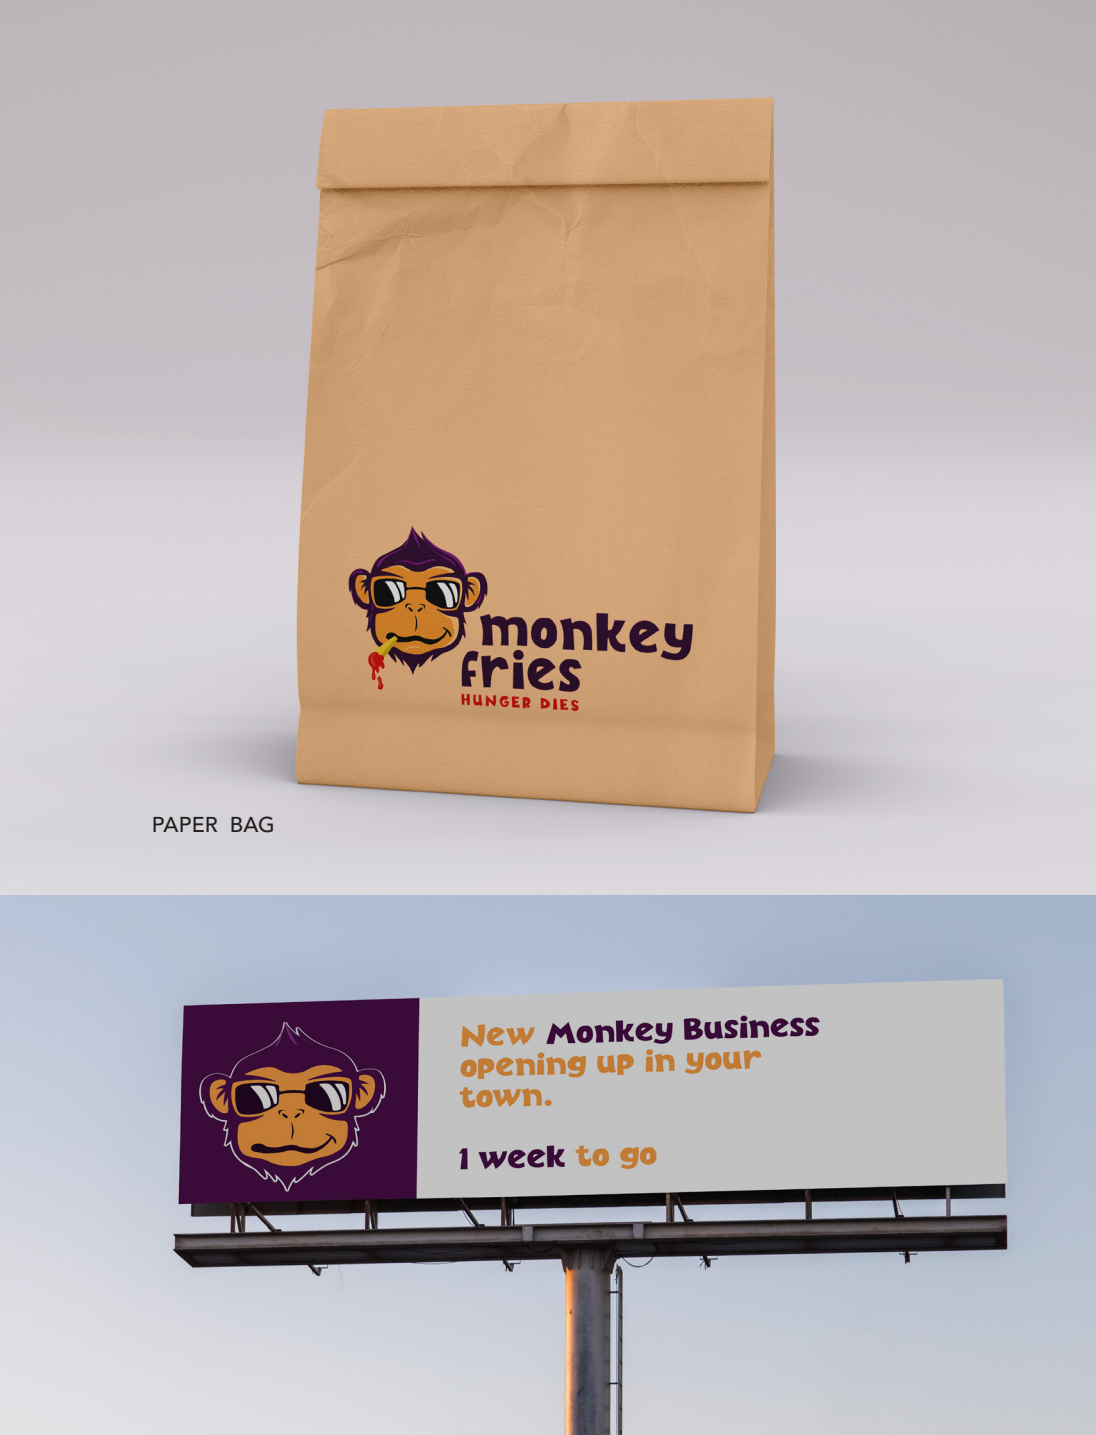 monkey
fries
HUNGER DIES
PAPER BAG
New Monkey Business
opening up in your
town.
1 week to go